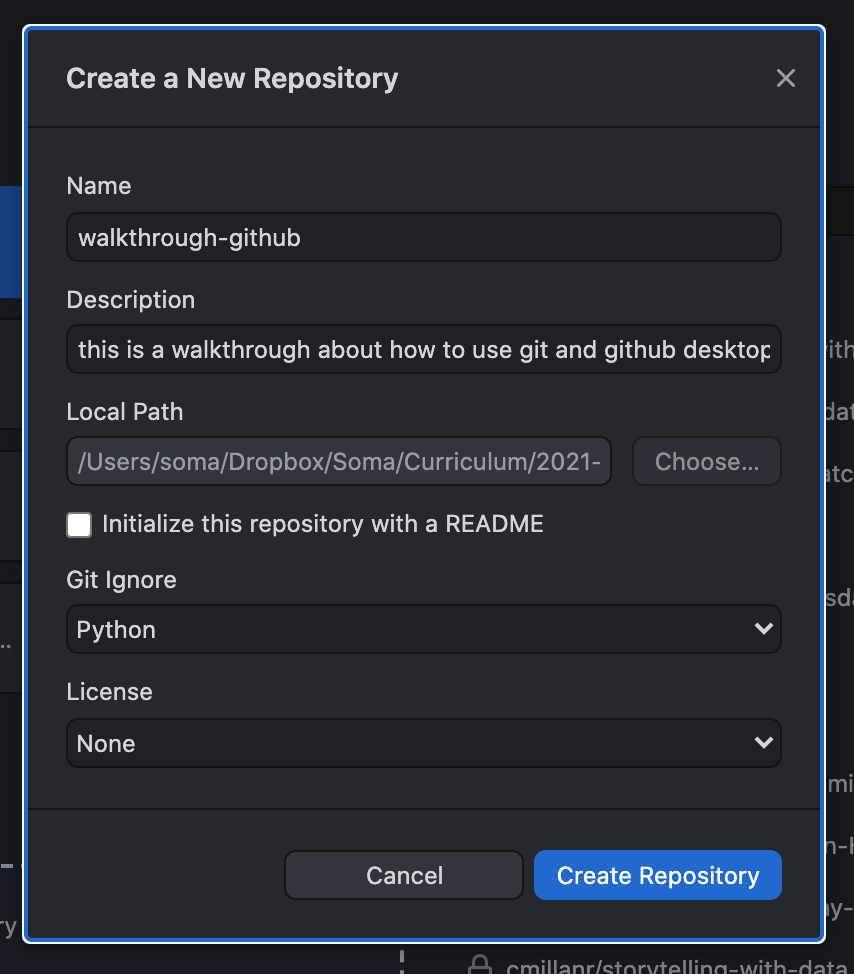 Create a New Repository
Name
walkthrough-github
Description
this is a walkthrough about how to use git and github desktop
Local Path
/Users/soma/Dropbox/Soma/Curriculum/2021-
Choose...
Initialize this repository with a README
Git Ignore
Python
License
None
Cancel
Create Repository
cmillanr/storytelling-with-data